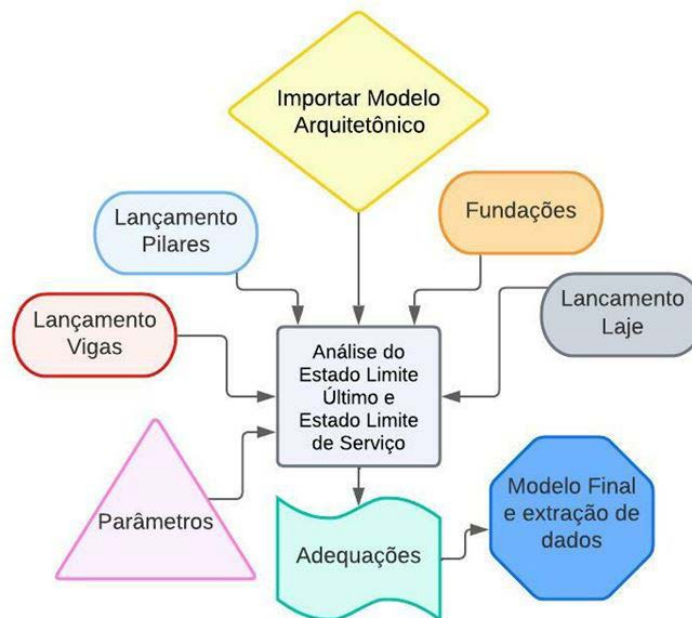 Importar Modelo
Arquitetônico
Lançamento
Pilares
Fundações
Lançamento
Vigas
Lancamento
Laje
Análise do
Estado Limite
Último e
Estado Limite
de Serviço
Parâmetros
Adequações
Modelo Final
e extração de
dados